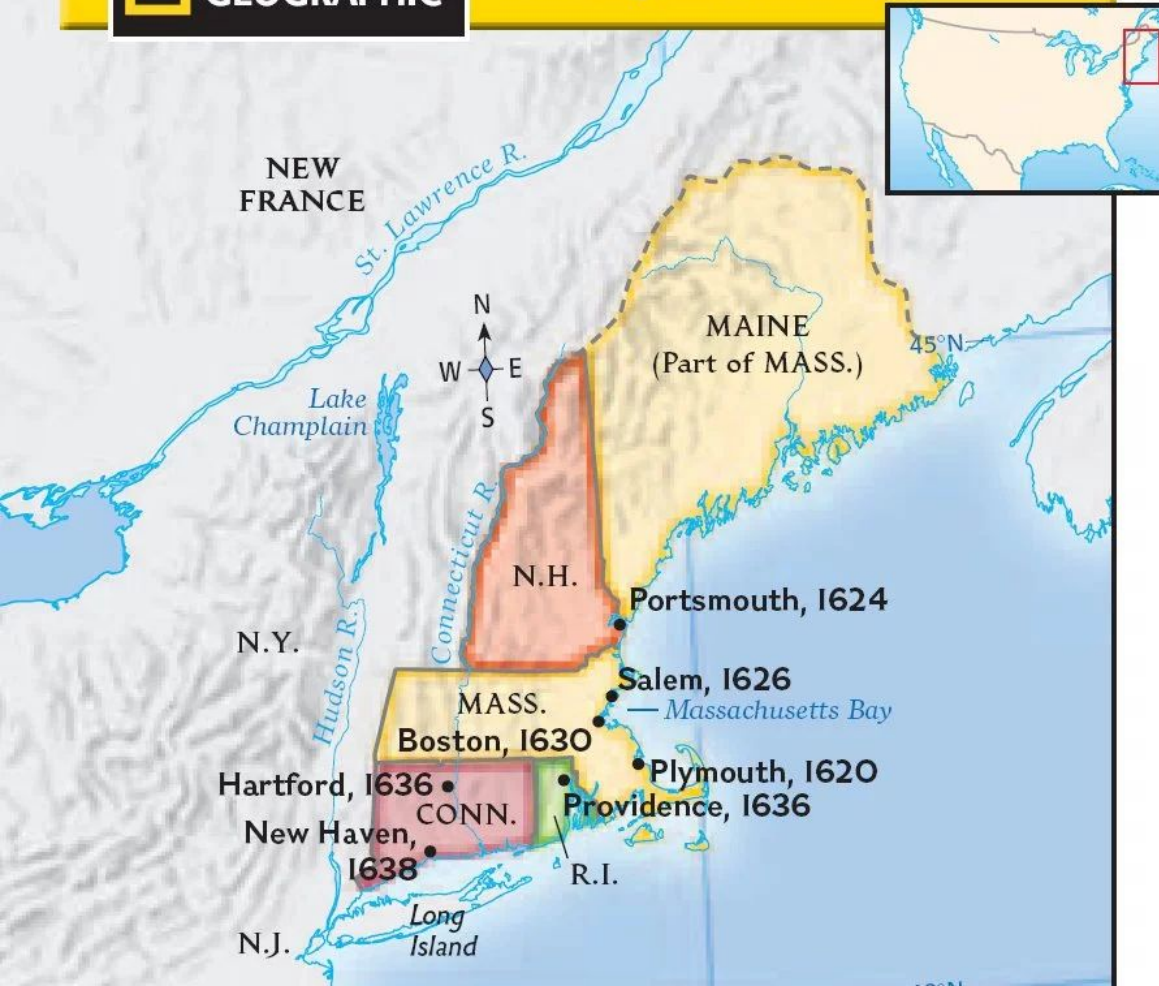 GEOGRAPHIC
NEW
FRANCE
St. Lawrence R.
N
W
E
S
MAINE
(Part of MASS.)
45°N
Lake
Champlain
Connecticut R.
N.H.
Portsmouth, 1624
N.Y.
Hudson R.
Salem, 1626
Massachusetts Bay
MASS.
Boston, 1630
Plymouth, 1620
Hartford, 1636
CONN.
Providence, 1636
New Haven,
1638
R.I.
Long
Island
N.J.